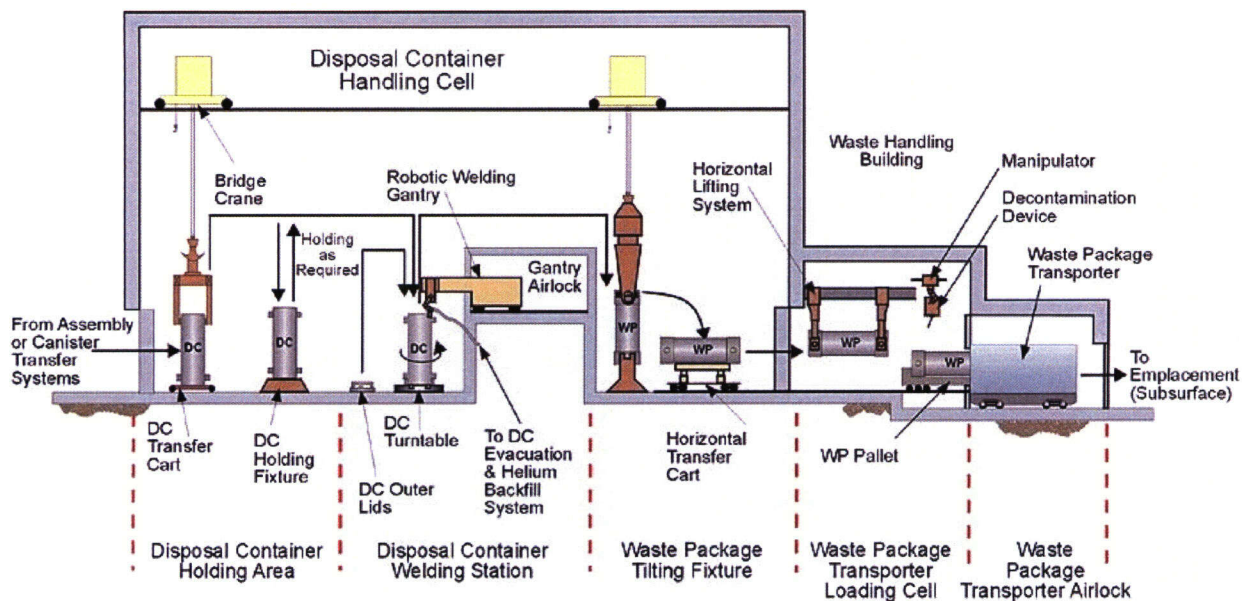 Disposal Container
Handling Cell
Bridge
Crane
Robotic Welding
Gantry
Holding
as
Required
Gantry
Airlock
Waste Handling
Building
Horizontal
Lifting
System
Manipulator
Decontamination
Device
Waste Package
Transporter
From Assembly
or Canister
Transfer
Systems
DC
DC
DC
WP
WP
WP
WP
To
Emplacement
(Subsurface)
DC
Transfer
Cart
DC
Holding
Fixture
DC Outer
Lids
DC
Turntable
To DC
Evacuation
& Helium
Backfill
System
Horizontal
Transfer
Cart
WP Pallet
Disposal Container
Holding Area
Disposal Container
Welding Station
Waste Package
Tilting Fixture
Waste Package
Transporter
Loading Cell
Waste
Package
Transporter Airlock